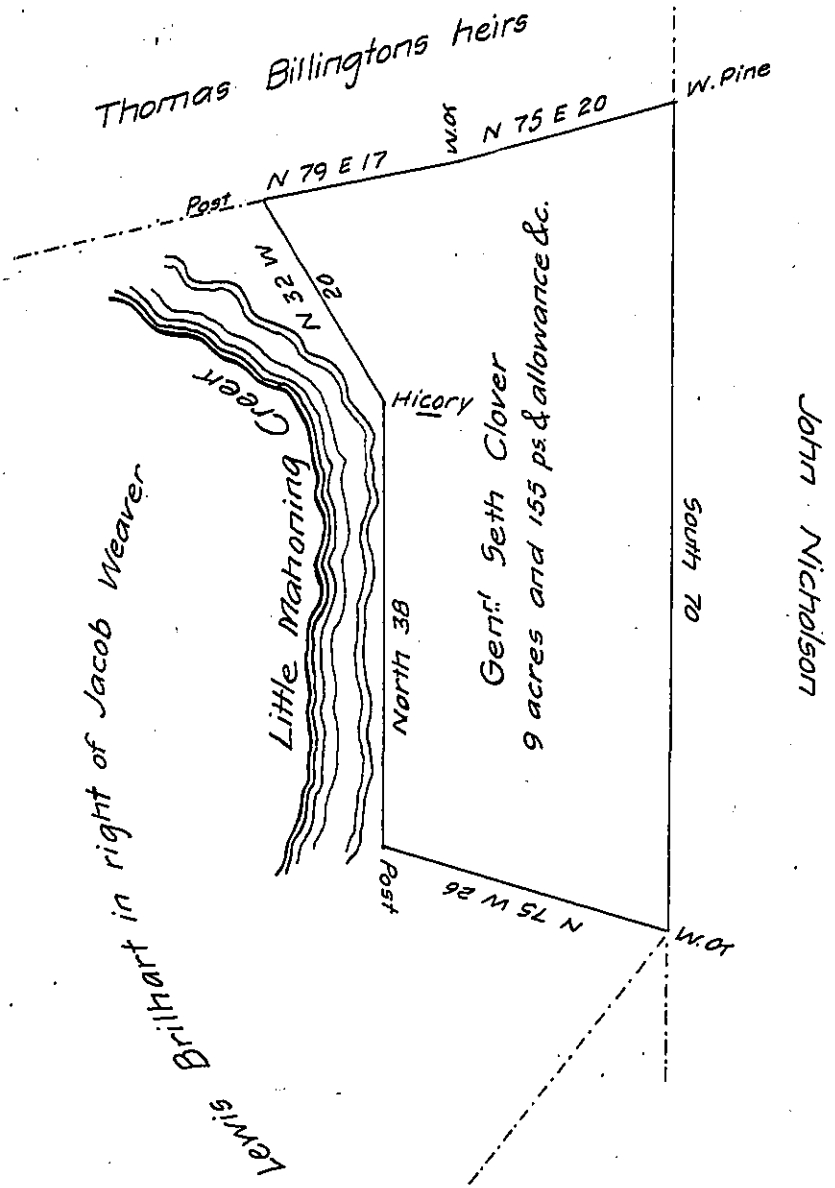 Thomas Billingtons heirs
W. Pine
N 75 E 20
W.or
N 79 E 17
Post
N 32 W
20
Hicory
Little Mahoning Creek
North 38
Genrl. Seth Clover
9 acres and 155 ps. & allowance &c.
South 70
John Nicholson
Lewis Brilhart in right of Jacob Weaver
Post
N 75 W 26
W.Or